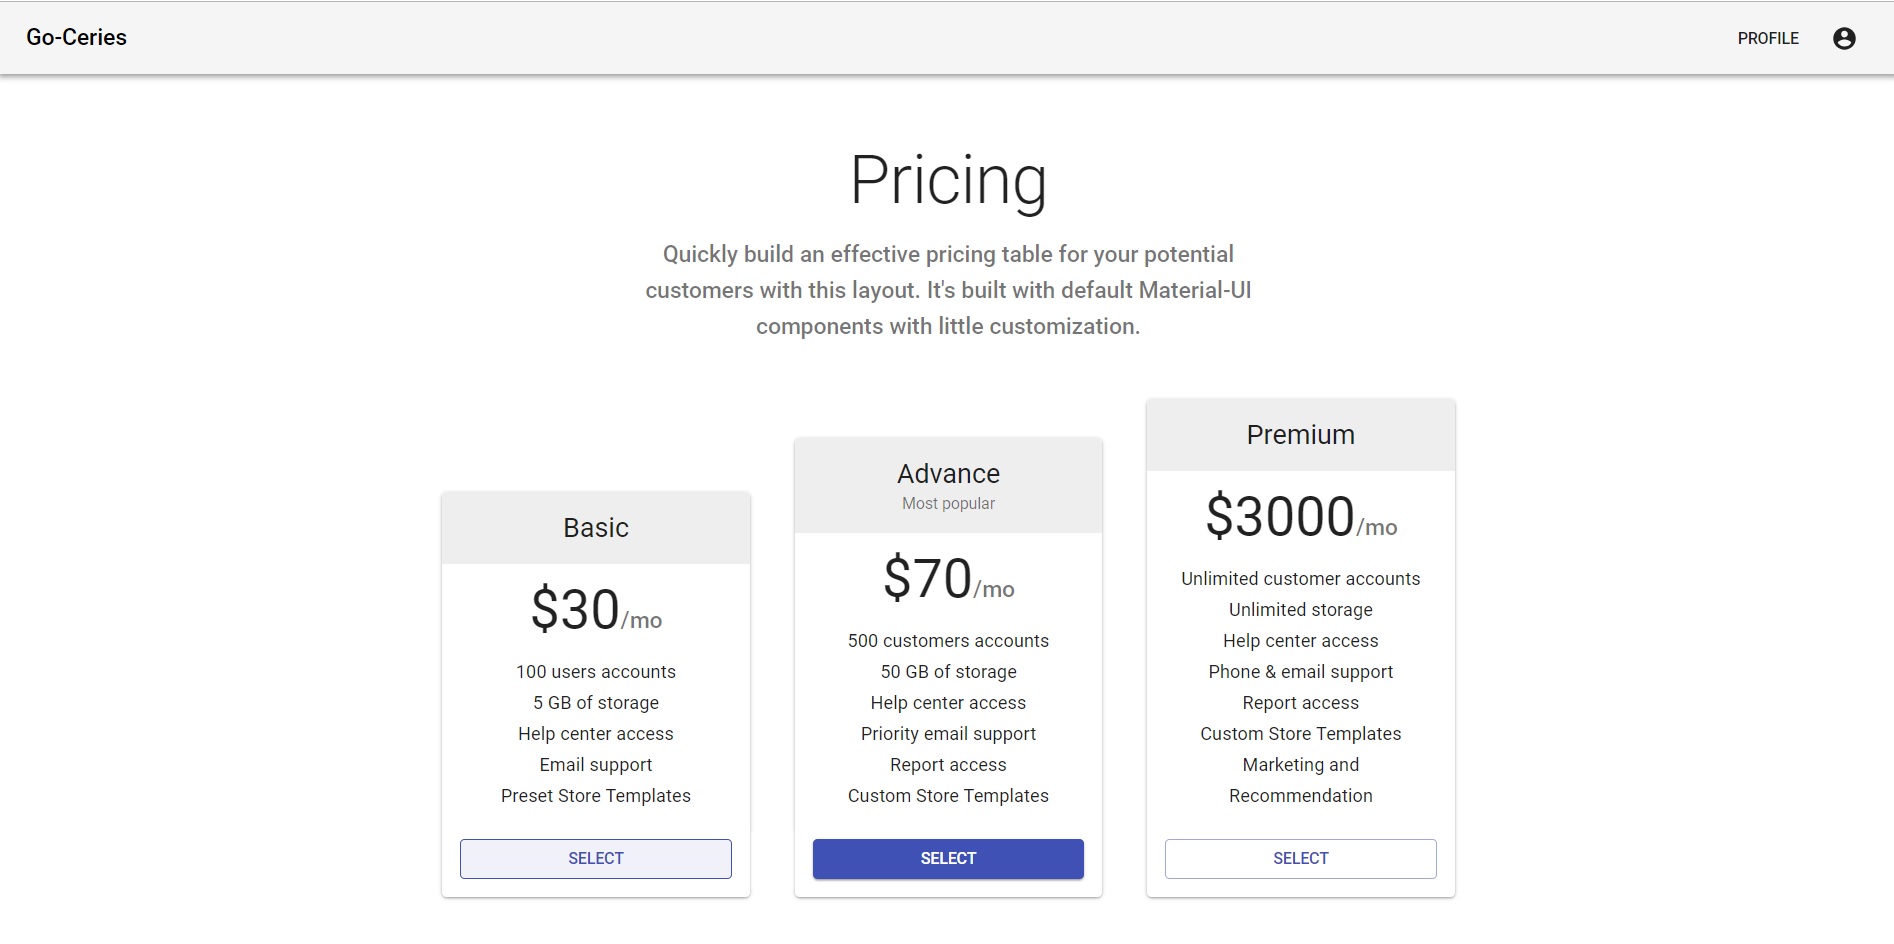 Go-Ceries
PROFILE
Pricing
Quickly build an effective pricing table for your potential
customers with this layout. It's built with default Material-UI
components with little customization.
Basic
$30/mo
100 users accounts
5 GB of storage
Help center access
Email support
Preset Store Templates
SELECT
Advance
Most popular
$70/mo
500 customers accounts
50 GB of storage
Help center access
Priority email support
Report access
Custom Store Templates
SELECT
Premium
$3000/mo
Unlimited customer accounts
Unlimited storage
Help center access
Phone & email support
Report access
Custom Store Templates
Marketing and
Recommendation
SELECT